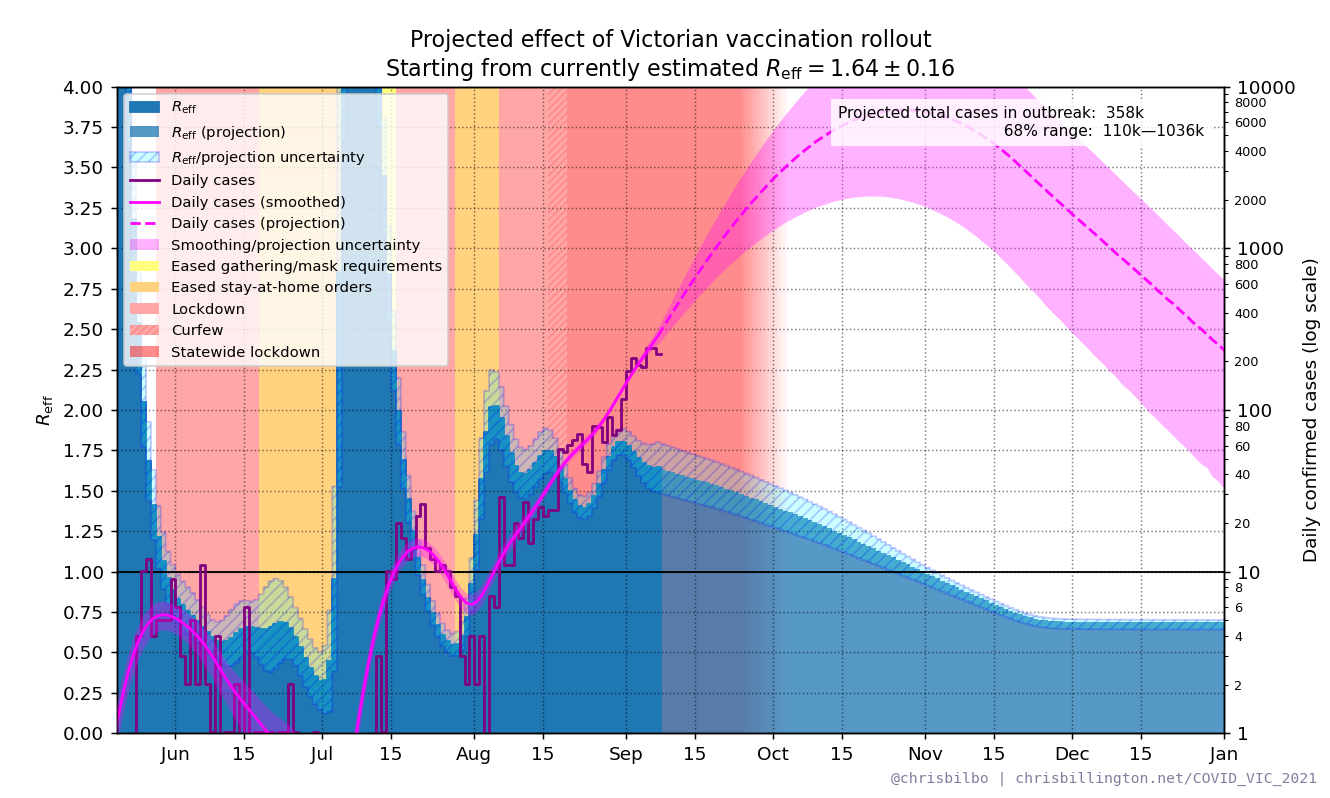 Projected effect of Victorian vaccination rollout
Starting from currently estimated Reff = 1.64 ± 0.16
Projected total cases in outbreak: 358k
68% range: 110k—1036k
Reff
Reff (projection)
Reff/projection uncertainty
Daily cases
Daily cases (smoothed)
Daily cases (projection)
Smoothing/projection uncertainty
Eased gathering/mask requirements
Eased stay-at-home orders
Lockdown
Curfew
Statewide lockdown
Reff
4.00
3.75
3.50
3.25
3.00
2.75
2.50
2.25
2.00
1.75
1.50
1.25
1.00
0.75
0.50
0.25
0.00
Jun 15 Jul 15 Aug 15 Sep 15 Oct 15 Nov 15 Dec 15 Jan
10000
8000
6000
4000
2000
1000
800
600
400
200
100
80
60
40
20
10
8
6
4
2
1
Daily confirmed cases (log scale)
@chrisbilbo | chrisbillington.net/COVID_VIC_2021